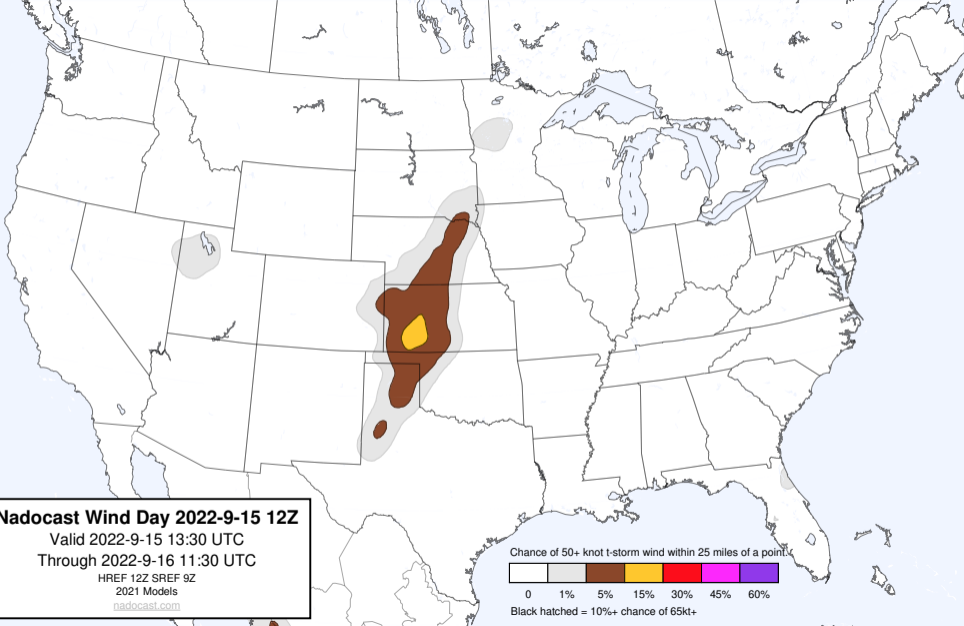 Nadocast Wind Day 2022-9-15 12Z
Valid 2022-9-15 13:30 UTC
Through 2022-9-16 11:30 UTC
HREF 12Z SREF 9Z
2021 Models
nadocast.com
Chance of 50+ knot t-storm wind within 25 miles of a point.
0 1% 5% 15% 30% 45% 60%
Black hatched = 10%+ chance of 65kt+